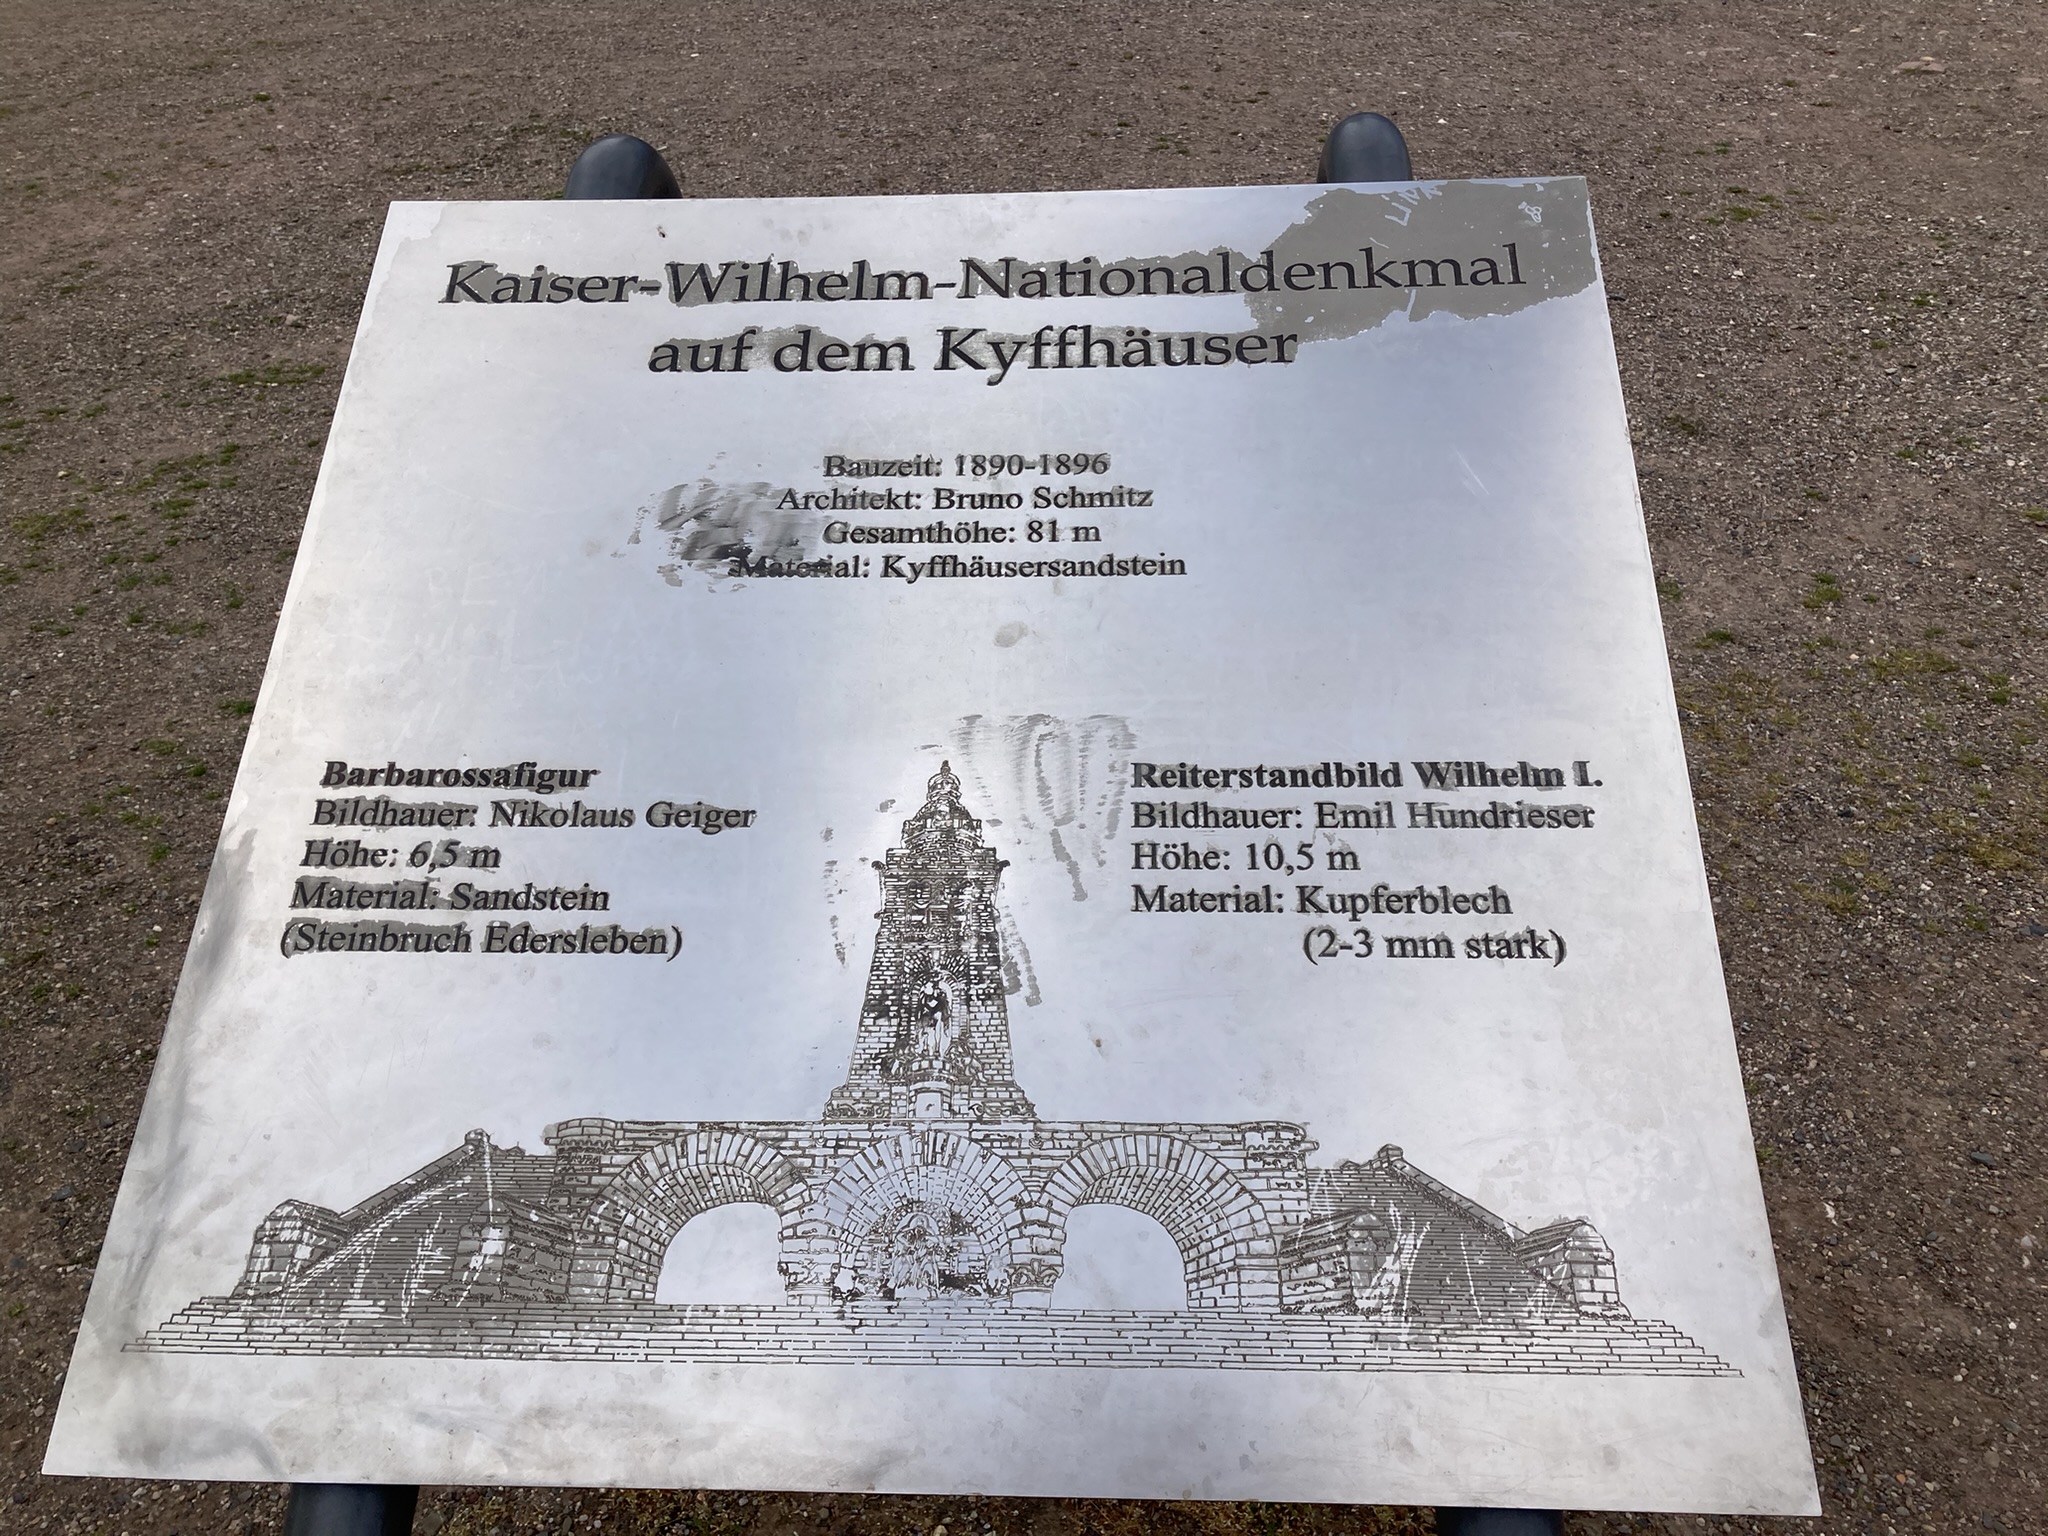 Kaiser-Wilhelm-Nationaldenkmal
auf dem Kyffhäuser
Bauzeit: 1890-1896
Architekt: Bruno Schmitz
Gesamthöhe: 81 m
Material: Kyffhäusersandstein
Barbarossafigur
Bildhauer: Nikolaus Geiger
Höhe: 6,5 m
Material: Sandstein
(Steinbruch Edersleben)
Reiterstandbild Wilhelm I.
Bildhauer: Emil Hundrieser
Höhe: 10,5 m
Material: Kupferblech
(2-3 mm stark)